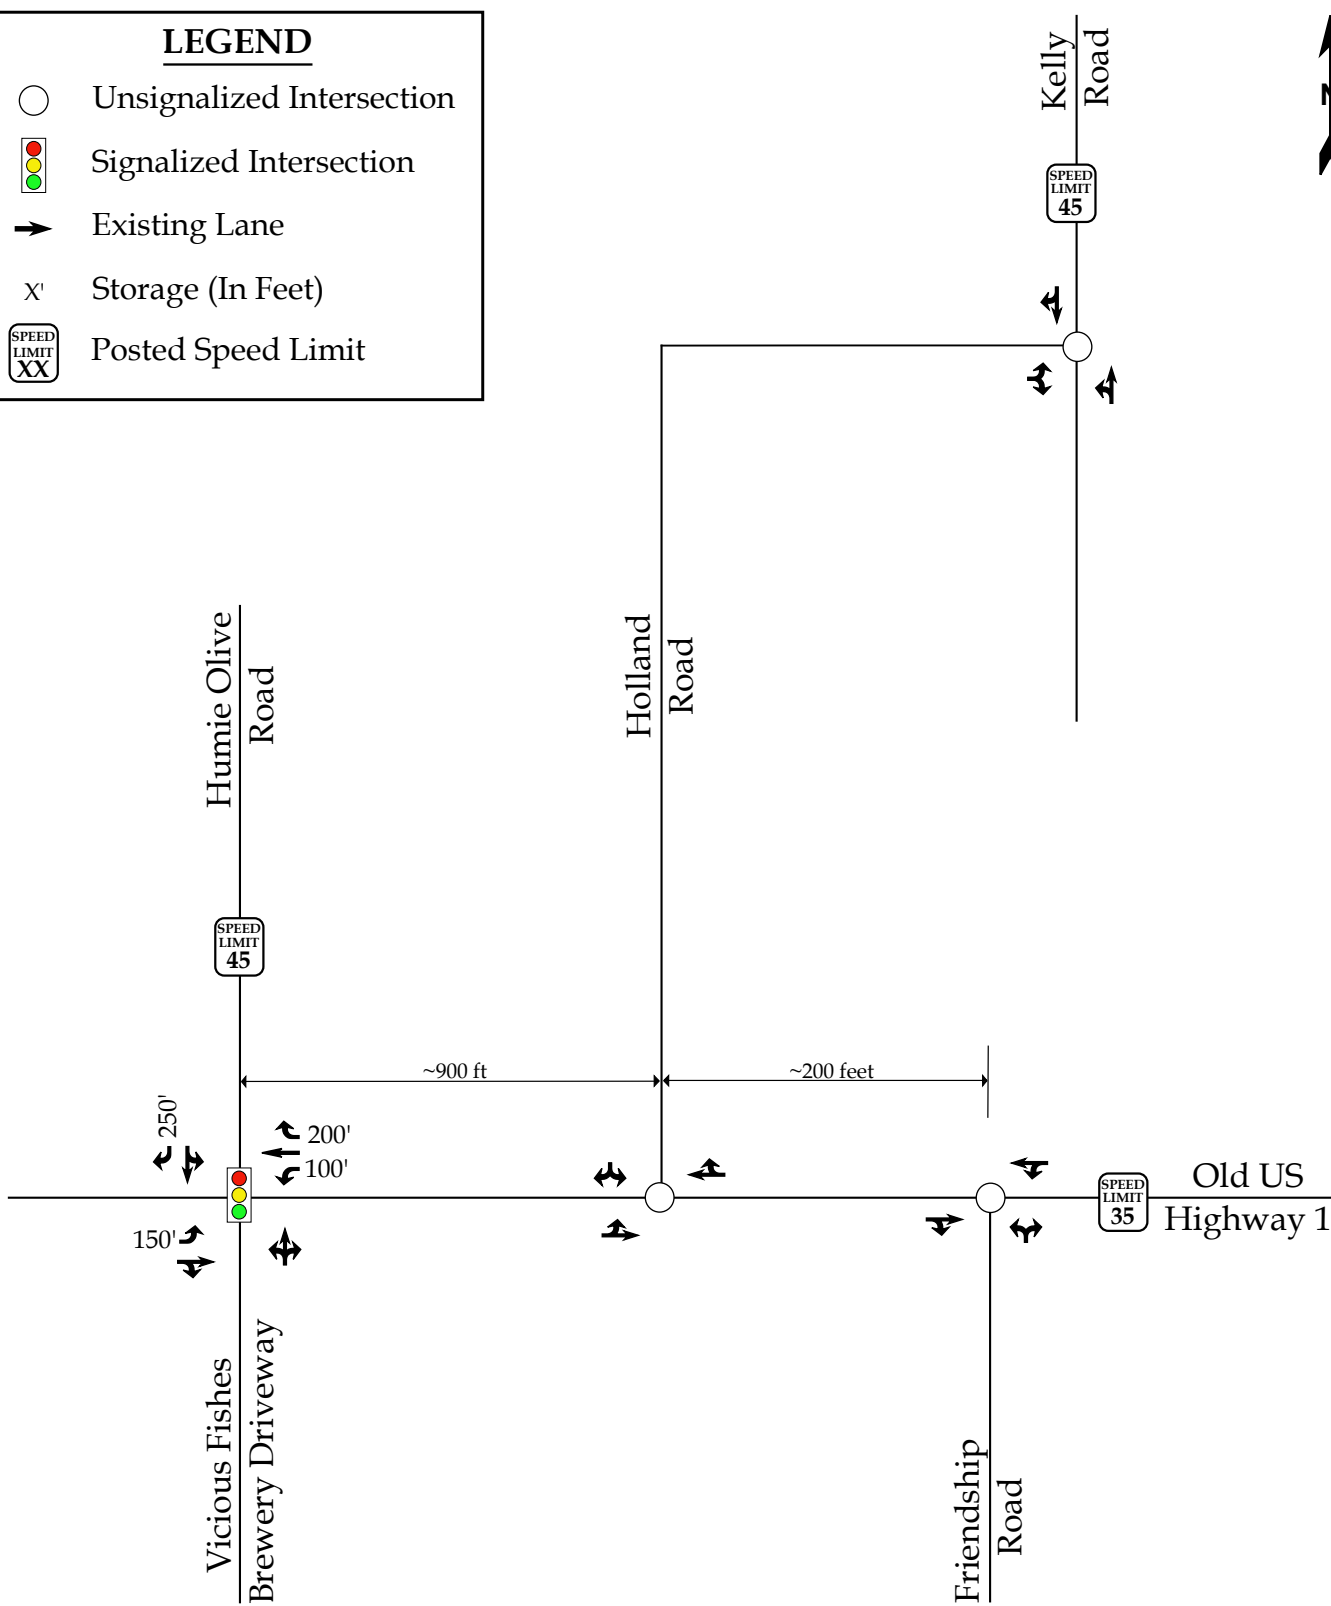 LEGEND
Unsignalized Intersection
Signalized Intersection
Existing Lane
X'
Storage (In Feet)
SPEED
LIMIT
XX
Posted Speed Limit
Kelly
Road
N
SPEED
LIMIT
45
Humie Olive
Road
Holland
Road
SPEED
LIMIT
45
~900 ft
~200 feet
250'
200'
100'
150'
SPEED
LIMIT
35
Old US
Highway 1
Vicious Fishes
Brewery Driveway
Friendship
Road